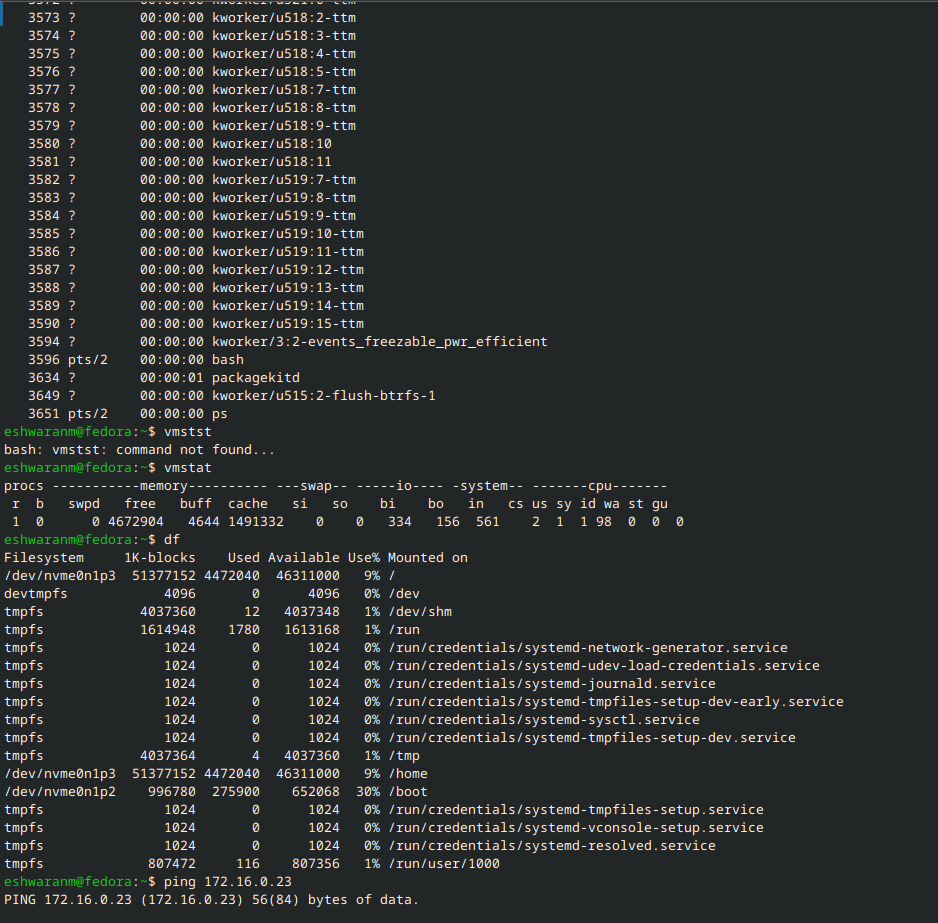 3573 ?        00:00:00 kworker/u518:2-ttm
3574 ?        00:00:00 kworker/u518:3-ttm
3575 ?        00:00:00 kworker/u518:4-ttm
3576 ?        00:00:00 kworker/u518:5-ttm
3577 ?        00:00:00 kworker/u518:7-ttm
3578 ?        00:00:00 kworker/u518:8-ttm
3579 ?        00:00:00 kworker/u518:9-ttm
3580 ?        00:00:00 kworker/u518:10
3581 ?        00:00:00 kworker/u518:11
3582 ?        00:00:00 kworker/u519:7-ttm
3583 ?        00:00:00 kworker/u519:8-ttm
3584 ?        00:00:00 kworker/u519:9-ttm
3585 ?        00:00:00 kworker/u519:10-ttm
3586 ?        00:00:00 kworker/u519:11-ttm
3587 ?        00:00:00 kworker/u519:12-ttm
3588 ?        00:00:00 kworker/u519:13-ttm
3589 ?        00:00:00 kworker/u519:14-ttm
3590 ?        00:00:00 kworker/u519:15-ttm
3594 ?        00:00:00 kworker/3:2-events_freezable_pwr_efficient
3596 pts/2    00:00:00 bash
3634 ?        00:00:01 packagekitd
3649 ?        00:00:00 kworker/u515:2-flush-btrfs-1
3651 pts/2    00:00:00 ps
eshwaranm@fedora:~$ vmstst
bash: vmstst: command not found...
eshwaranm@fedora:~$ vmstat
procs -----------memory---------- ---swap-- -----io---- -system-- -------cpu-------
 r  b   swpd   free   buff  cache   si   so    bi    bo   in   cs us sy id wa st gu
 1  0      0 4672904   4644 1491332    0    0   334   156  561    2  1  1 98  0  0  0
eshwaranm@fedora:~$ df
Filesystem     1K-blocks    Used Available Use% Mounted on
/dev/nvme0n1p3  51377152 4472040  46311000   9% /
devtmpfs            4096       0      4096   0% /dev
tmpfs            4037360      12   4037348   1% /dev/shm
tmpfs            1614948    1780   1613168   1% /run
tmpfs               1024       0      1024   0% /run/credentials/systemd-network-generator.service
tmpfs               1024       0      1024   0% /run/credentials/systemd-udev-load-credentials.service
tmpfs               1024       0      1024   0% /run/credentials/systemd-journald.service
tmpfs               1024       0      1024   0% /run/credentials/systemd-tmpfiles-setup-dev-early.service
tmpfs               1024       0      1024   0% /run/credentials/systemd-sysctl.service
tmpfs               1024       0      1024   0% /run/credentials/systemd-tmpfiles-setup-dev.service
tmpfs            4037364       4   4037360   1% /tmp
/dev/nvme0n1p3  51377152 4472040  46311000   9% /home
/dev/nvme0n1p2    996780  275900    652068  30% /boot
tmpfs               1024       0      1024   0% /run/credentials/systemd-tmpfiles-setup.service
tmpfs               1024       0      1024   0% /run/credentials/systemd-vconsole-setup.service
tmpfs               1024       0      1024   0% /run/credentials/systemd-resolved.service
tmpfs             807472     116    807356   1% /run/user/1000
eshwaranm@fedora:~$ ping 172.16.0.23
PING 172.16.0.23 (172.16.0.23) 56(84) bytes of data.